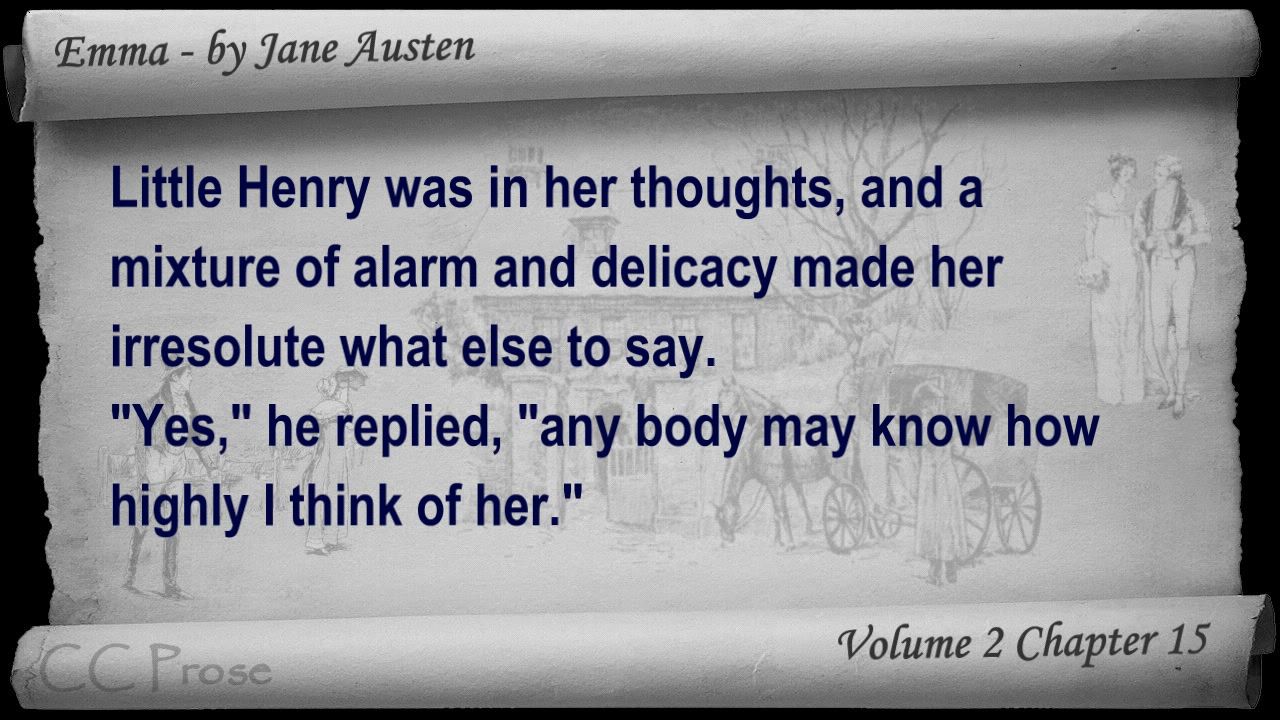 Emma - by Jane Austen
Little Henry was in her thoughts, and a
mixture of alarm and delicacy made her
irresolute what else to say.
"Yes," he replied, "any body may know how
highly I think of her."
Volume 2 Chapter 15
CC Prose